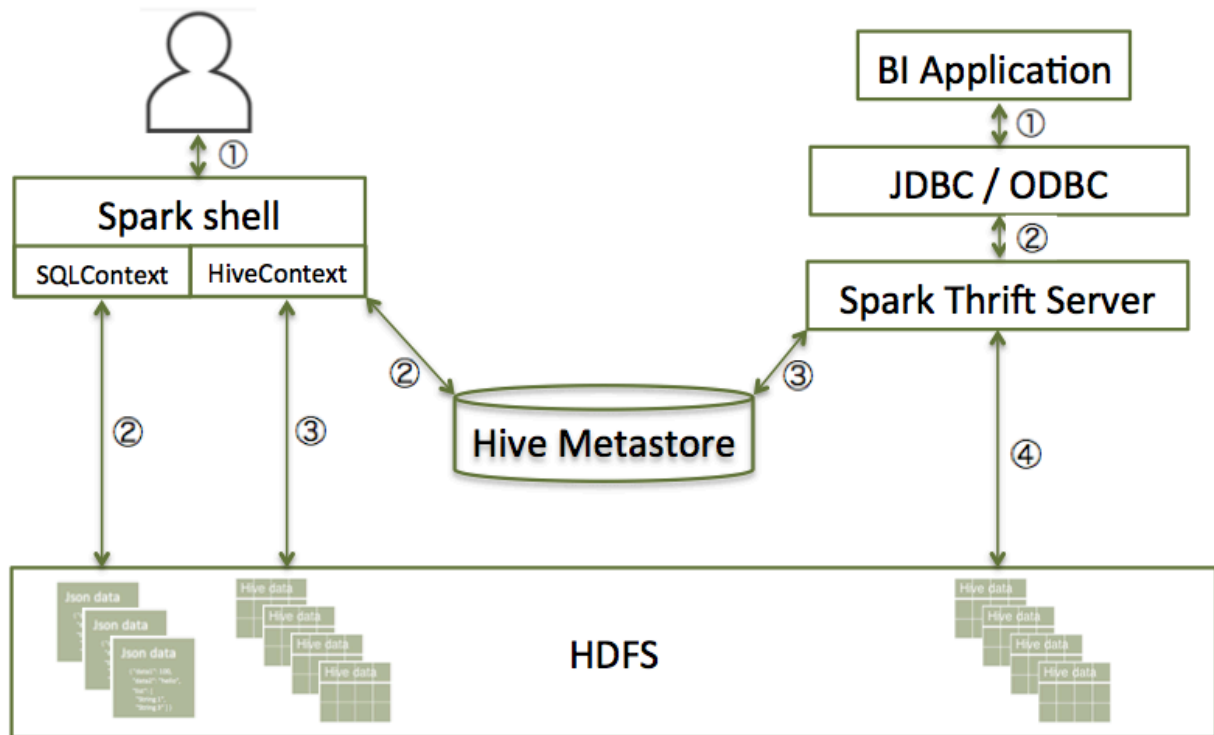 BI Application
①
①
JDBC / ODBC
Spark shell
②
SQLContext
HiveContext
Spark Thrift Server
②
③
②
③
Hive Metastore
④
Json data
Json data
Json data
Hive data
Hive data
Hive data
Hive data
HDFS
Hive data
Hive data
Hive data
Hive data